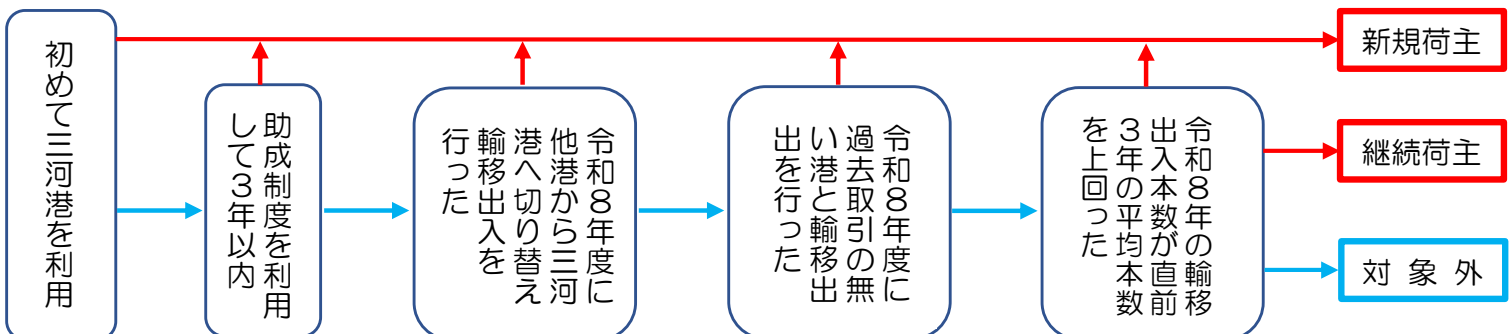 初めて三河港を利用
助成制度を利用
して３年以内
令和８年度に
他港から三河
港へ切り替え
輸移出入を
行った
令和８年度に
過去取引の無
い港と輸移出
出を行った
令和８年の輸移
出入本数が直前
３年の平均本数
を上回った
新規荷主
継続荷主
対象外